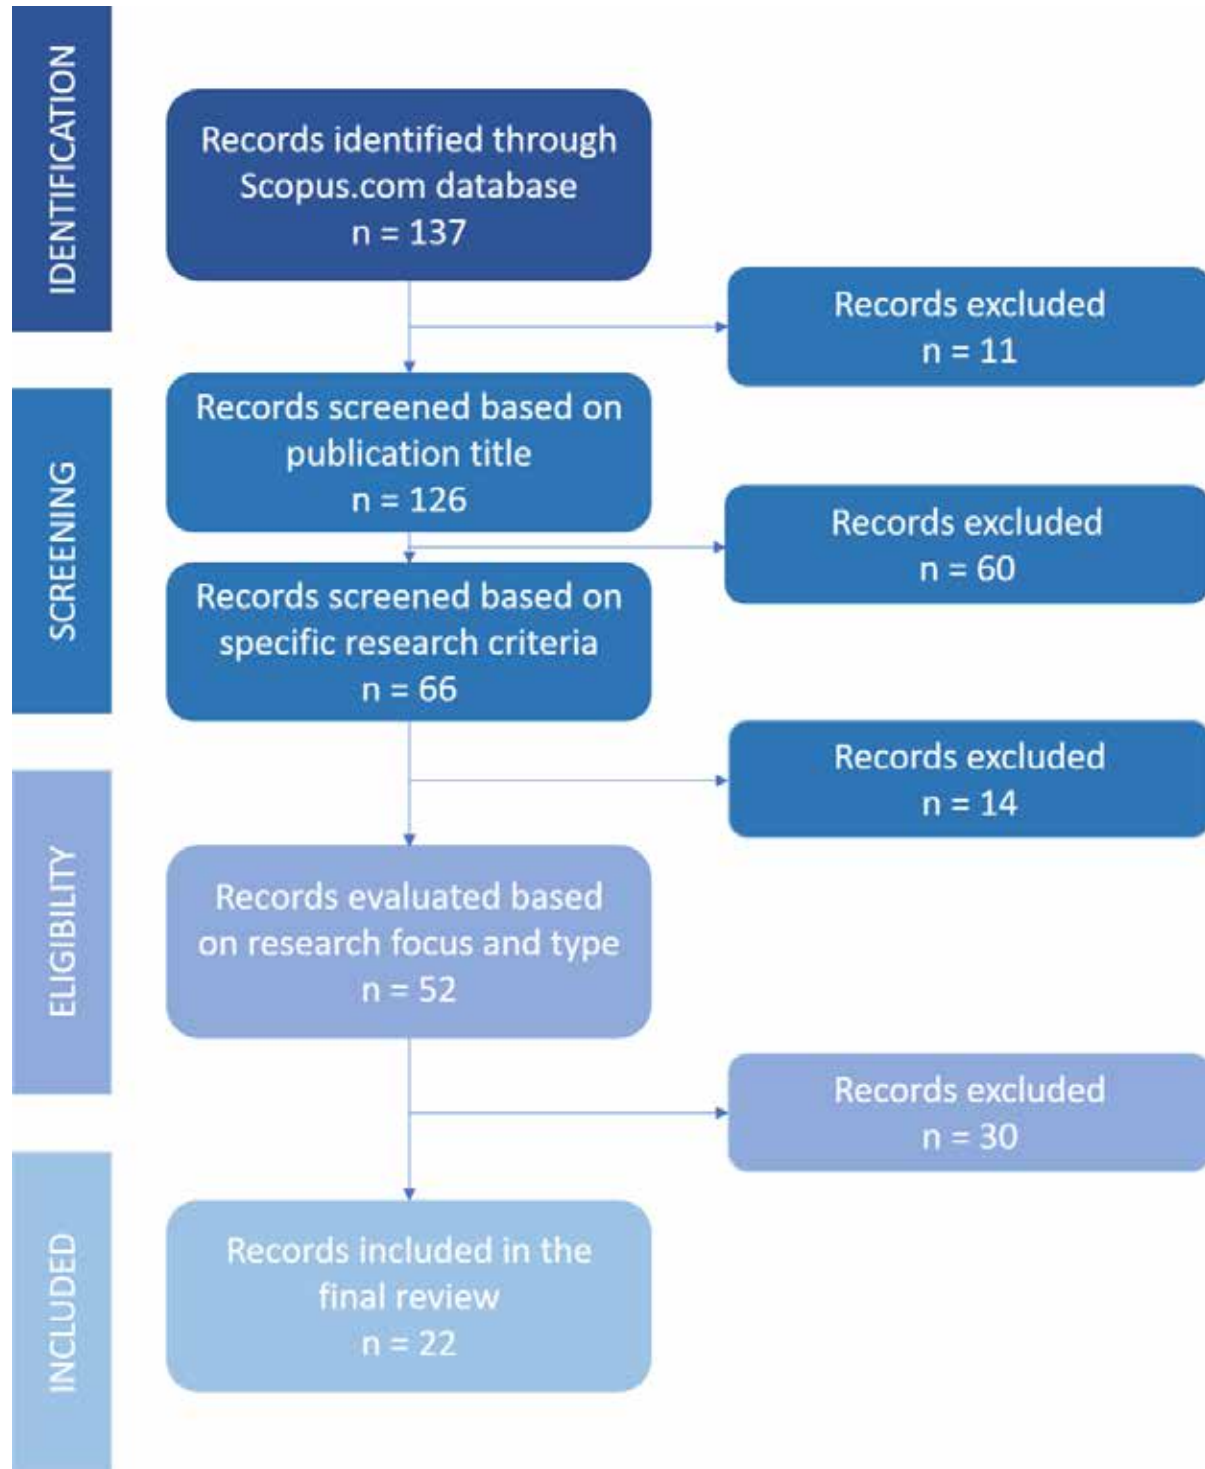 IDENTIFICATION
Records identified through
Scopus.com database
n = 137
Records excluded
n = 11
SCREENING
Records screened based on
publication title
n = 126
Records excluded
n = 60
Records screened based on
specific research criteria
n = 66
Records excluded
n = 14
ELIGIBILITY
Records evaluated based
on research focus and type
n = 52
Records excluded
n = 30
INCLUDED
Records included in the
final review
n = 22